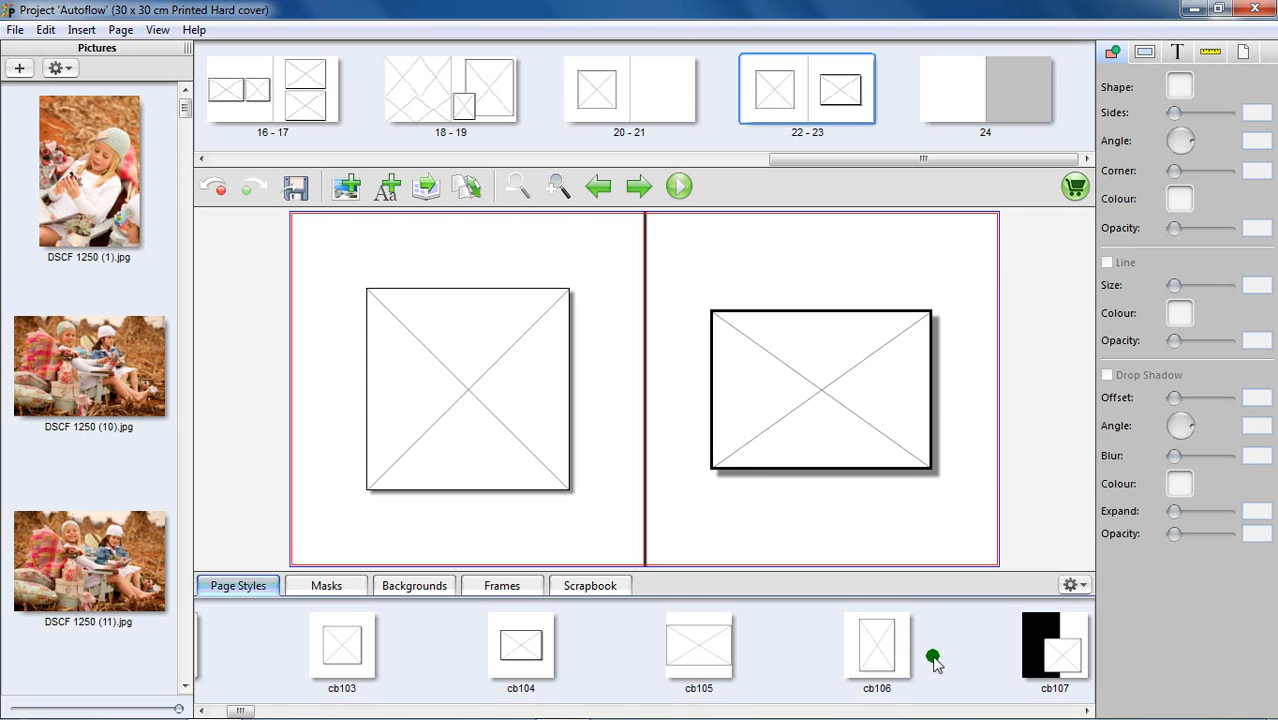 Project 'Autoflow' (30 x 30 cm Printed Hard cover)
File Edit Insert Page View Help
Pictures
DSCF 1250 (1).jpg
DSCF 1250 (10).jpg
DSCF 1250 (11).jpg
16 - 17
18 - 19
20 - 21
22 - 23
24
Page Styles
Masks
Backgrounds
Frames
Scrapbook
cb103
cb104
cb105
cb106
cb107
Shape:
Sides:
Angle:
Corner:
Colour:
Opacity:
Line
Size:
Colour:
Opacity:
Drop Shadow
Offset:
Angle:
Blur:
Colour:
Expand:
Opacity: